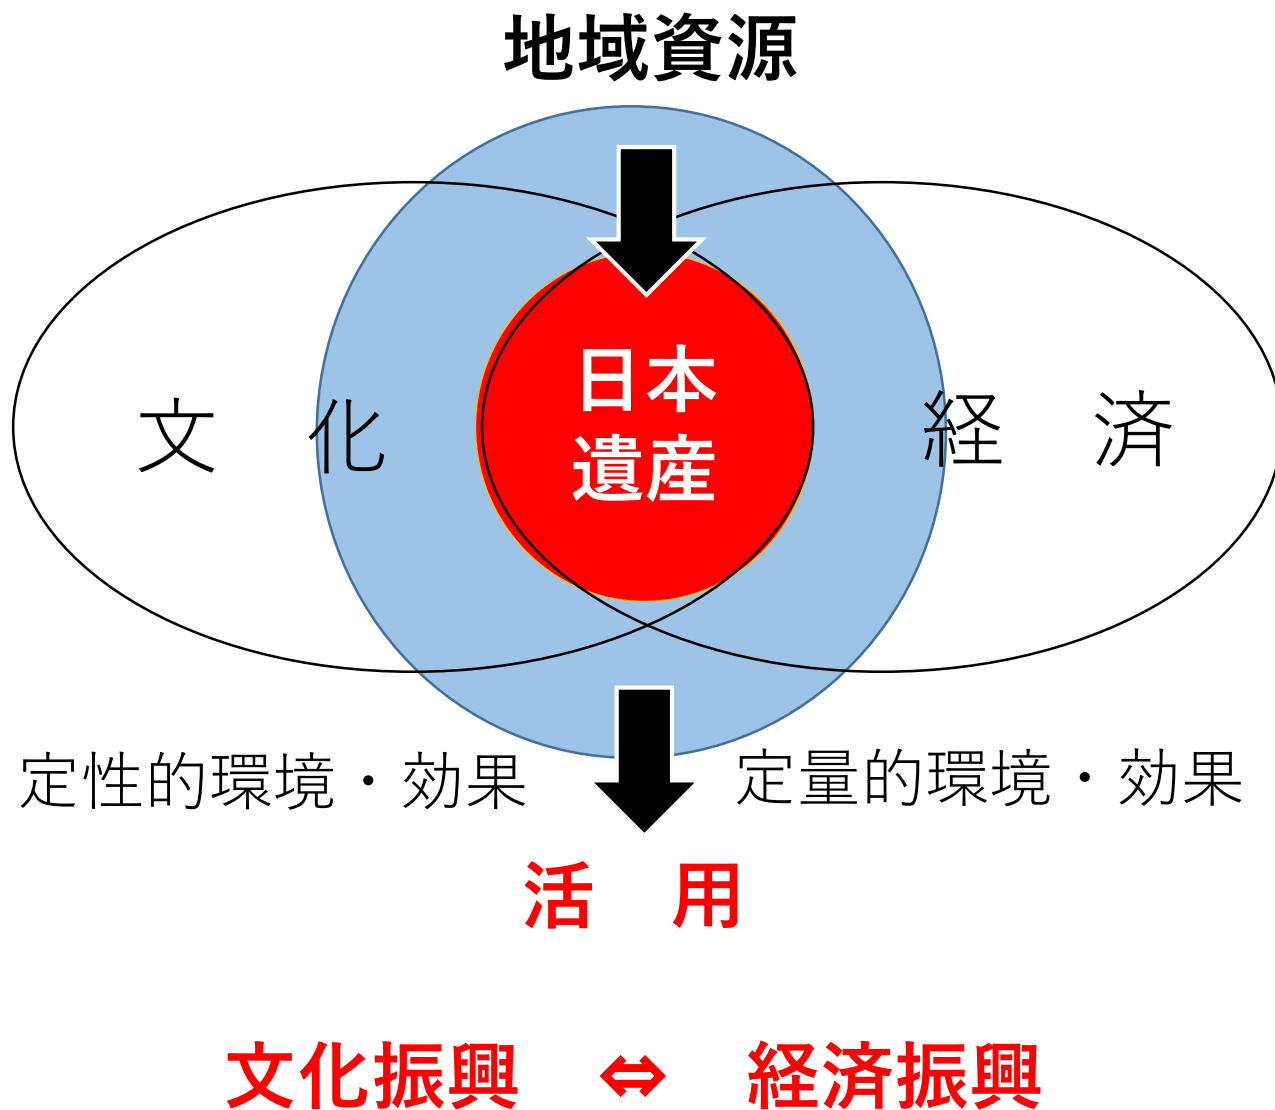 地域資源
日本
遺産
文　化
経　済
定性的環境・効果
定量的環境・効果
活　用
文化振興　⇔　経済振興